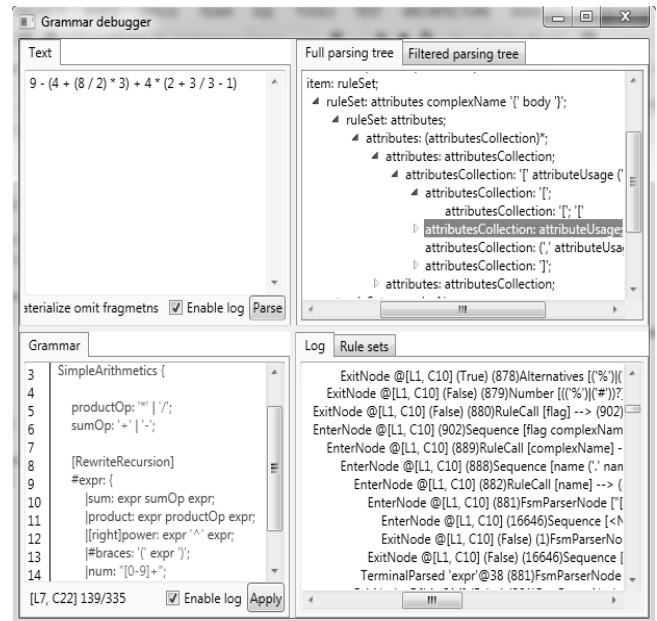 Grammar debugger
Text
9 - (4 + (8 / 2) * 3) + 4 * (2 + 3 / 3 - 1)
aterialize omit fragmetns Enable log Parse
Full parsing tree Filtered parsing tree
item: ruleSet;
ruleSet: attributes complexName '{' body '}';
ruleSet: attributes;
attributes: (attributesCollection)*;
attributes: attributesCollection;
attributesCollection: '[' attributeUsage ('
attributesCollection: '[';
attributesCollection: '['; '['
attributesCollection: attributeUsage;
attributesCollection: (',' attributeUsa
attributesCollection: ']';
attributes: attributesCollection;
Grammar
3 SimpleArithmetics {
4
5 productOp: '*' | '/';
6 sumOp: '+' | '-';
7
8 [RewriteRecursion]
9 #expr: {
10 |sum: expr sumOp expr;
11 |product: expr productOp expr;
12 |[right]power: expr '^' expr;
13 |#braces: '(' expr ')';
14 |num: "[0-9]+";
[L7, C22] 139/335 Enable log Apply
Log Rule sets
ExitNode @[L1, C10] (True) (878)Alternatives [('%')|('
ExitNode @[L1, C10] (False) (879)Number [(('%')|('#'))?]
ExitNode @[L1, C10] (False) (880)RuleCall [flag] --> (902)
EnterNode @[L1, C10] (902)Sequence [flag complexNam
EnterNode @[L1, C10] (889)RuleCall [complexName] -
EnterNode @[L1, C10] (888)Sequence [name ('.' nan
EnterNode @[L1, C10] (882)RuleCall [name] --> (
EnterNode @[L1, C10] (881)FsmParserNode ["[
EnterNode @[L1, C10] (16646)Sequence [<N
ExitNode @[L1, C10] (False) (1)FsmParserNo
ExitNode @[L1, C10] (False) (16646)Sequence [
TerminalParsed 'expr'@38 (881)FsmParserNode